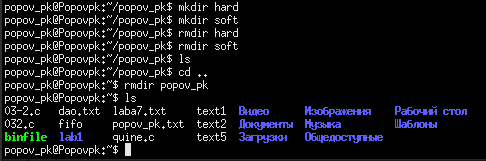 popov_pk@Popovpk:~/popov_pk$ mkdir hard
popov_pk@Popovpk:~/popov_pk$ mkdir soft
popov_pk@Popovpk:~/popov_pk$ rmdir hard
popov_pk@Popovpk:~/popov_pk$ rmdir soft
popov_pk@Popovpk:~/popov_pk$ ls
popov_pk@Popovpk:~/popov_pk$ cd ..
popov_pk@Popovpk:~$ rmdir popov_pk
popov_pk@Popovpk:~$ ls
03-2.c dao.txt laba7.txt text1 Видео Изображения Рабочий стол
032.c fifo popov_pk.txt text2 Документы Музыка Шаблоны
binfile lab1 quine.c text5 Загрузки Общедоступные
popov_pk@Popovpk:~$